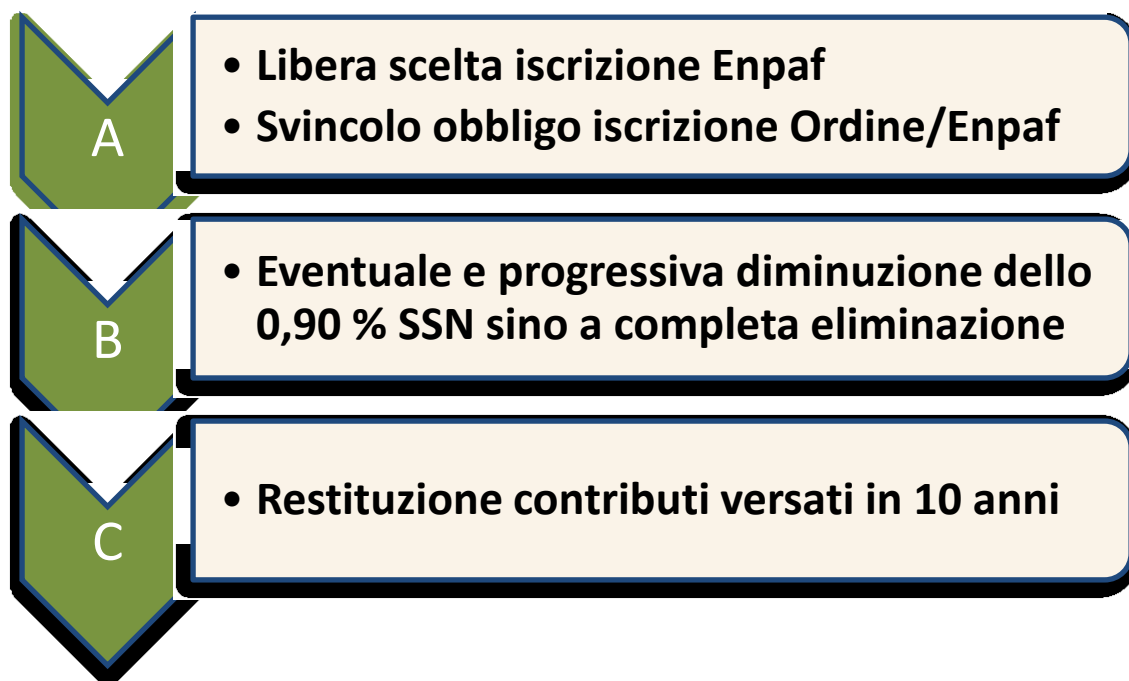 A
• Libera scelta iscrizione Enpaf
• Svincolo obbligo iscrizione Ordine/Enpaf
B
• Eventuale e progressiva diminuzione dello
0,90 % SSN sino a completa eliminazione
C
• Restituzione contributi versati in 10 anni